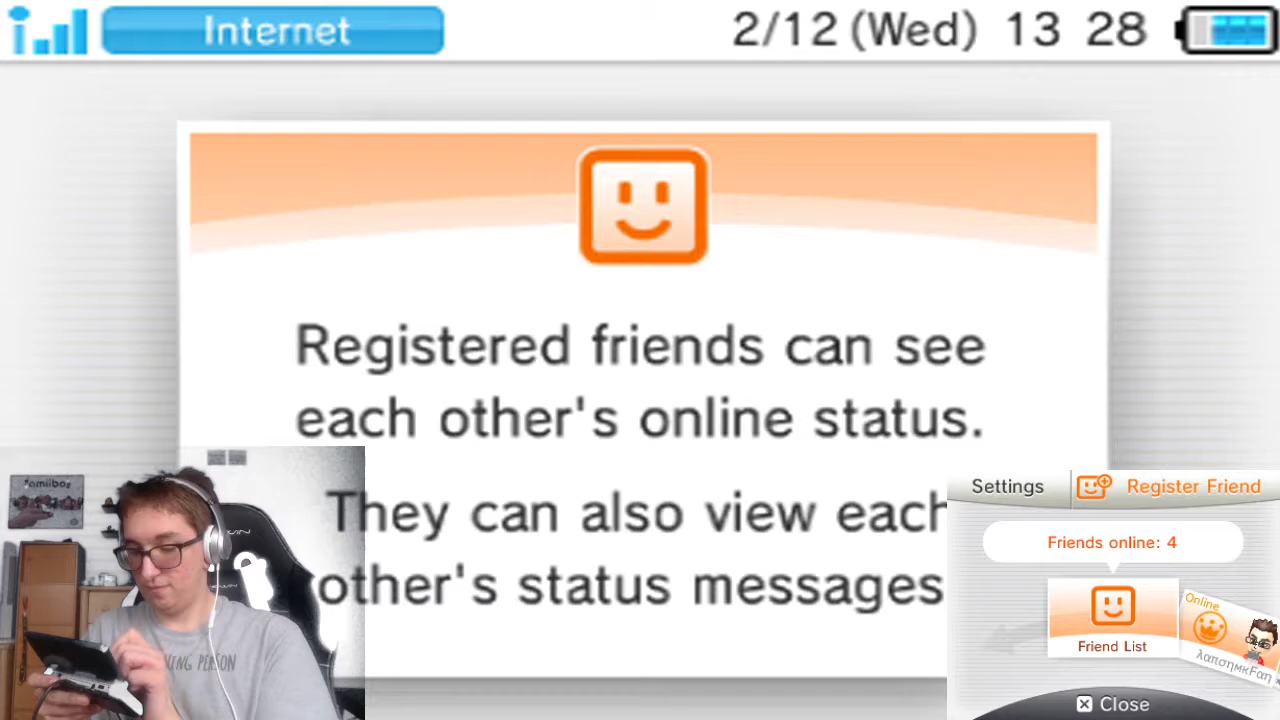 Internet
2/12 (Wed) 13 28
Registered friends can see
each other's online status.
They can also view each
other's status messages
Settings
Register Friend
Friends online: 4
Online
Friend List
Close